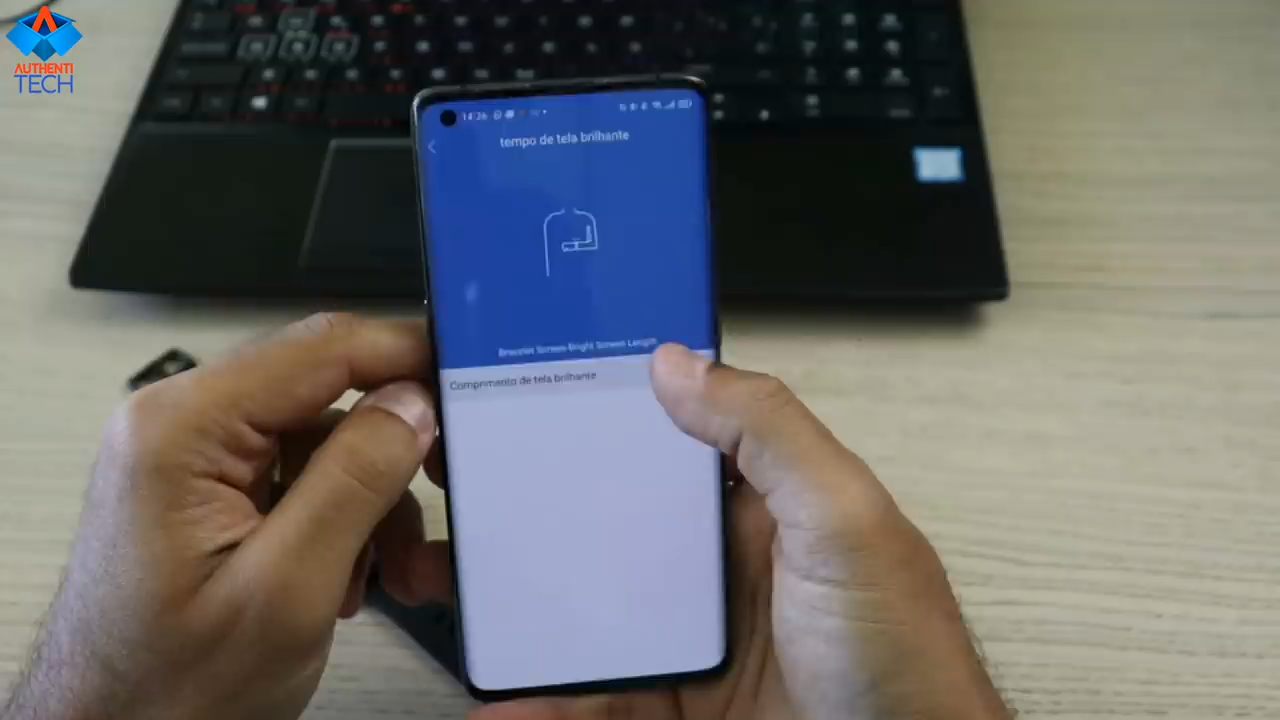 AUTHENTI
TECH
14:26
tempo de tela brilhante
Bracelet Screen Bright Screen Length
Comprimento de tela brilhante